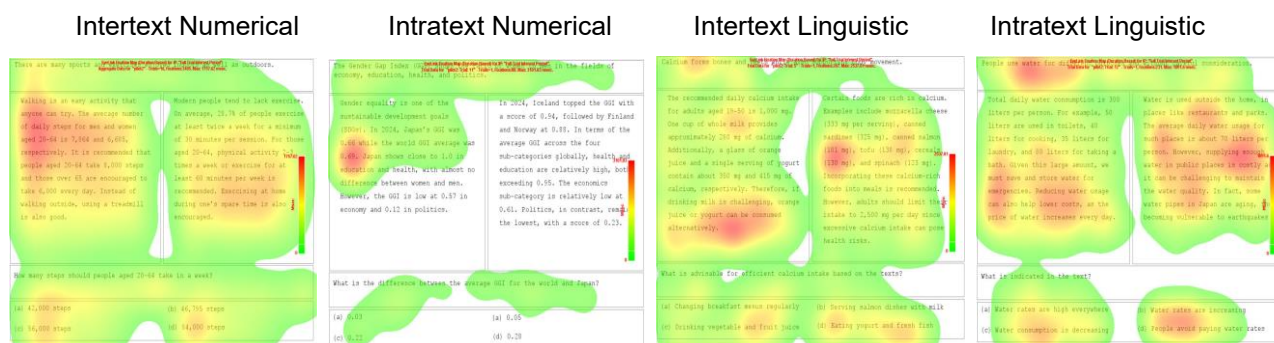 Intertext Numerical
Intratext Numerical
Intertext Linguistic
Intratext Linguistic
There are many sports as outdoors.
Walking is an easy activity that
anyone can try. The average number
of daily steps for men and women
aged 20-64 is 7,864 and 6,685,
respectively. It is recommended that
people aged 20-64 take 8,000 steps
and those over 65 are encouraged to
take 6,000 every day. Instead of
walking outside, using a treadmill
is also good.
Modern people tend to lack exercise.
On average, 28.7% of people exercise
at least twice a week for a minimum
of 30 minutes per session. For those
aged 20-64, physical activity 2-3
times a week or exercise for at
least 60 minutes per week is
recommended. Exercising at home
during one's spare time is also
encouraged.
How many steps should people aged 20-64 take in a week?
(a) 42,000 steps
(b) 46,795 steps
(c) 56,000 steps
(d) 64,000 steps
The Gender Gap Index in the fields of
economy, education, health, and politics.
Gender equality is one of the
sustainable development goals
(SDGs). In 2024, Japan's GGI was
0.66 while the world GGI average was
0.69. Japan shows close to 1.0 in
education and health, with almost no
difference between women and men.
However, the GGI is low at 0.57 in
economy and 0.12 in politics.
In 2024, Iceland topped the GGI with
a score of 0.94, followed by Finland
and Norway at 0.88. In terms of the
average GGI across the four
sub-categories globally, health and
education are relatively high, both
exceeding 0.95. The economics
sub-category is relatively low at
0.61. Politics, in contrast,
the lowest, with a score of 0.23.
What is the difference between the average GGI for the world and Japan?
(a) 0.03
(a) 0.05
(c) 0.22
(d) 0.28
Calcium forms bones and movement.
The recommended daily calcium intake
for adults aged 19-50 is 1,000 mg.
One cup of whole milk provides
approximately 280 mg of calcium.
Additionally, a glass of orange
juice and a single serving of yogurt
contain about 350 mg and 415 mg of
calcium, respectively. Therefore, if
drinking milk is challenging, orange
juice or yogurt can be consumed
alternatively.
Certain foods are rich in calcium.
Examples include mozzarella cheese
(333 mg per serving), canned
sardines (325 mg), canned salmon
(181 mg), tofu (138 mg), cereals
(130 mg), and spinach (123 mg).
Incorporating these calcium-rich
foods into meals is recommended.
However, adults should limit the
intake to 2,500 mg per day since
excessive calcium intake can pose
health risks.
What is advisable for efficient calcium intake based on the texts?
(a) Changing breakfast menus regularly
(b) Serving salmon dishes with milk
(c) Drinking vegetable and fruit juice
(d) Eating yogurt and fresh fish
People use water for consideration.
Total daily water consumption is 300
liters per person. For example, 50
liters are used in toilets, 60
liters for cooking, 35 liters for
laundry, and 80 liters for taking a
bath. Given this large amount, we
must save and store water for
emergencies. Reducing water usage
can also help lower costs, as the
price of water increases every day.
Water is used outside the home, in
places like restaurants and parks.
The average daily water usage for
such places is about 70 liters per
person. However, supplying enough
water in public places is costly and
it can be challenging to maintain
the water quality. In fact, some
water pipes in Japan are aging,
becoming vulnerable to earthquakes
What is indicated in the text?
(a) Water rates are high everywhere
(b) Water rates are increasing
(c) Water consumption is decreasing
(d) People avoid paying water rates